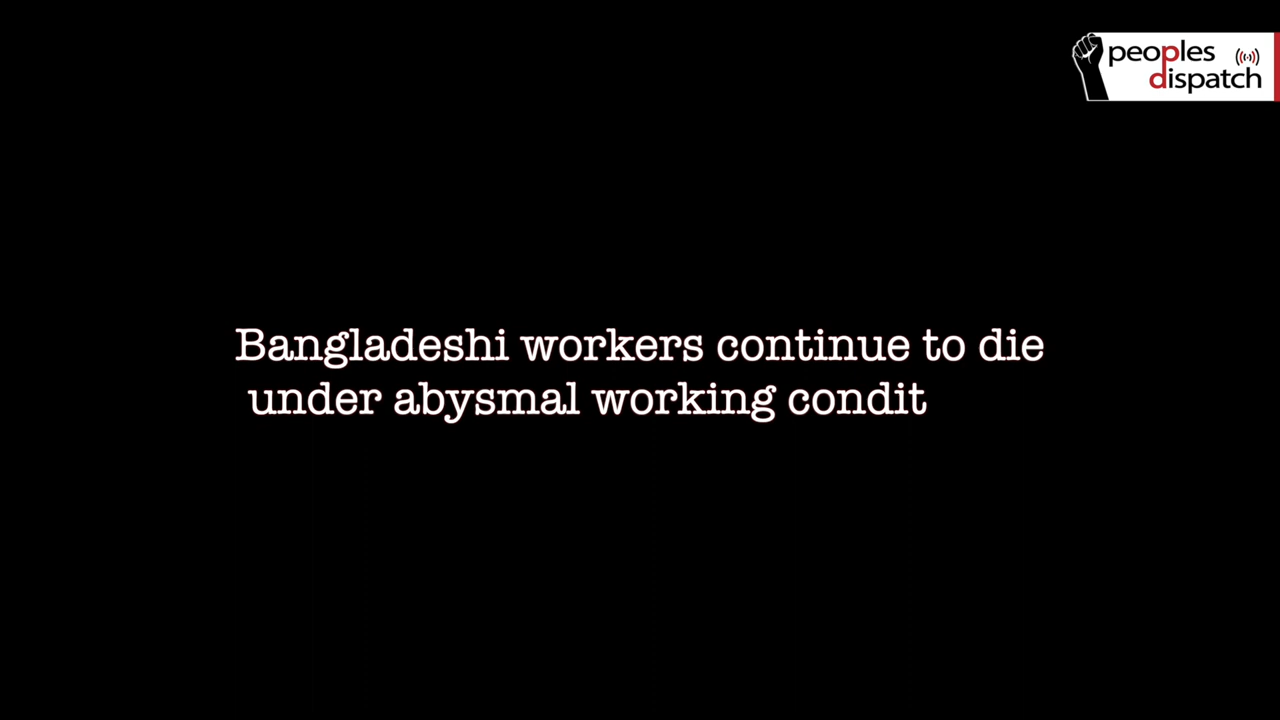 peoples
dispatch
Bangladeshi workers continue to die
under abysmal working condit